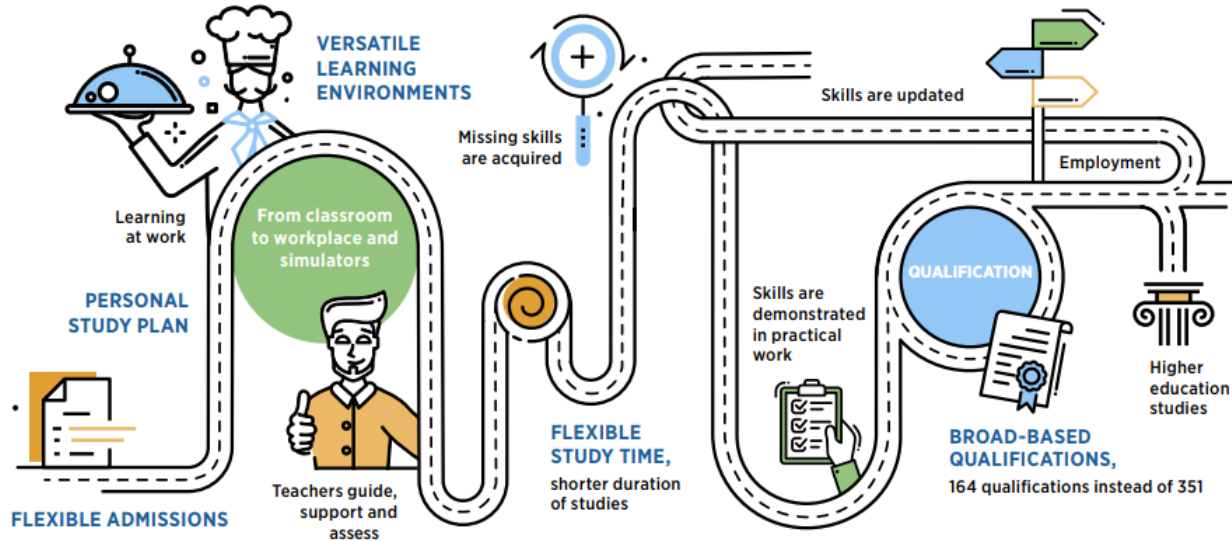 VERSATILE
LEARNING
ENVIRONMENTS
Learning
at work
From classroom
to workplace and
simulators
PERSONAL
STUDY PLAN
FLEXIBLE ADMISSIONS
Teachers guide,
support and
assess
Missing skills
are acquired
FLEXIBLE
STUDY TIME,
shorter duration
of studies
Skills are updated
Employment
Skills are
demonstrated
in practical
work
QUALIFICATION
BROAD-BASED
QUALIFICATIONS,
164 qualifications instead of 351
Higher
education
studies